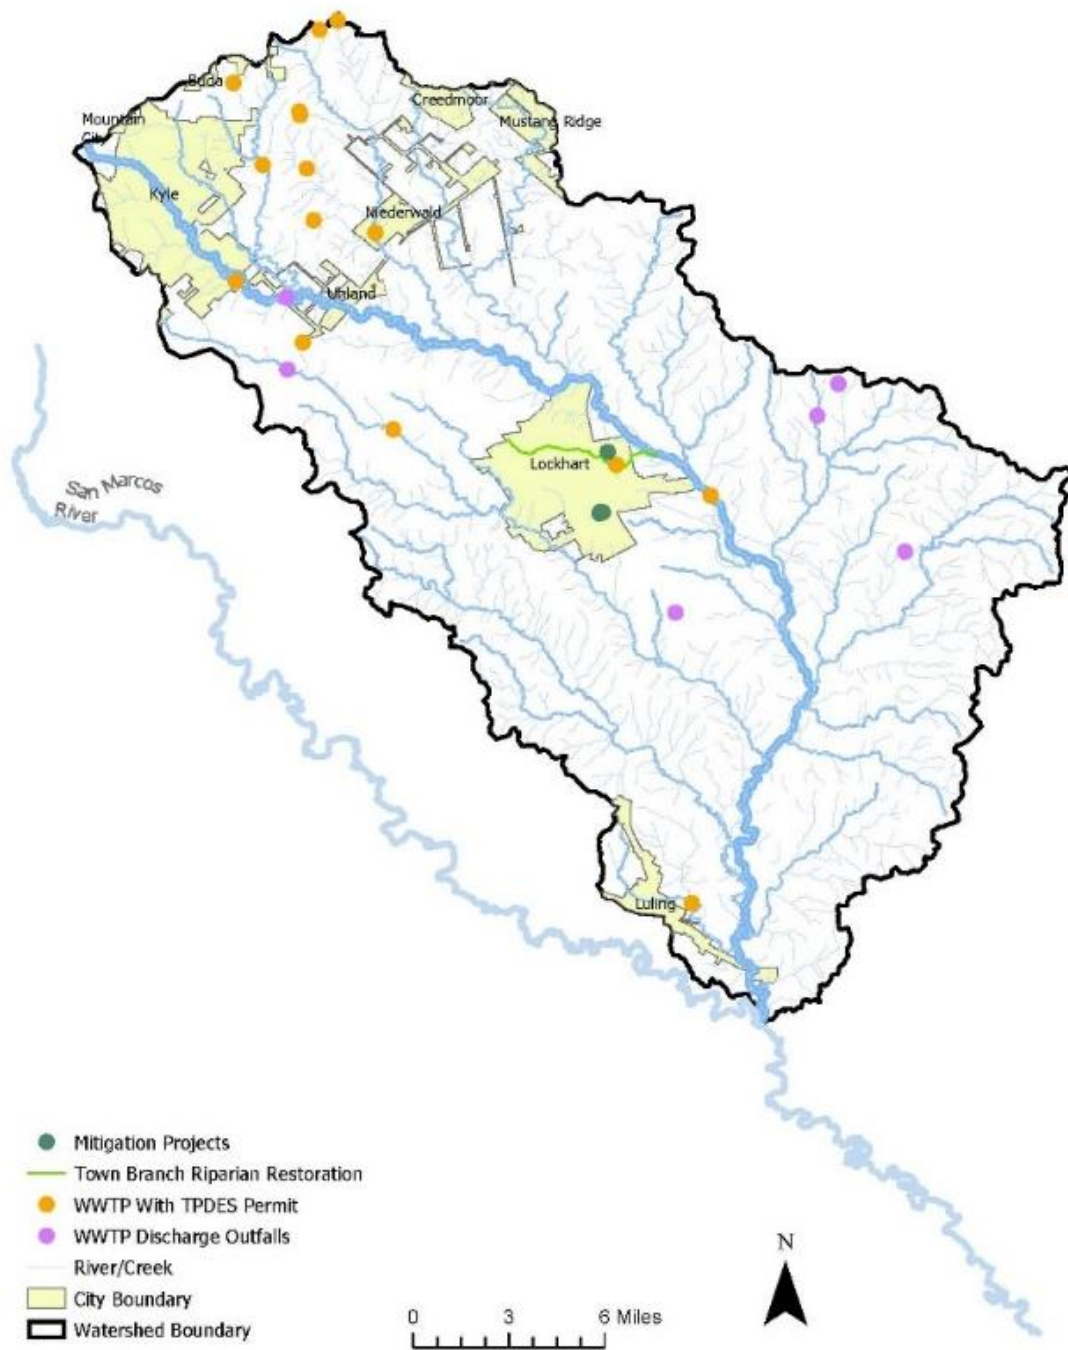 Buda
Creedmoor
Mustang Ridge
Mountain
City
Kyle
Niederwald
Uhland
Lockhart
San Marcos
River
Luling
Mitigation Projects
Town Branch Riparian Restoration
WWTP With TPDES Permit
WWTP Discharge Outfalls
River/Creek
City Boundary
Watershed Boundary
N
0 3 6 Miles